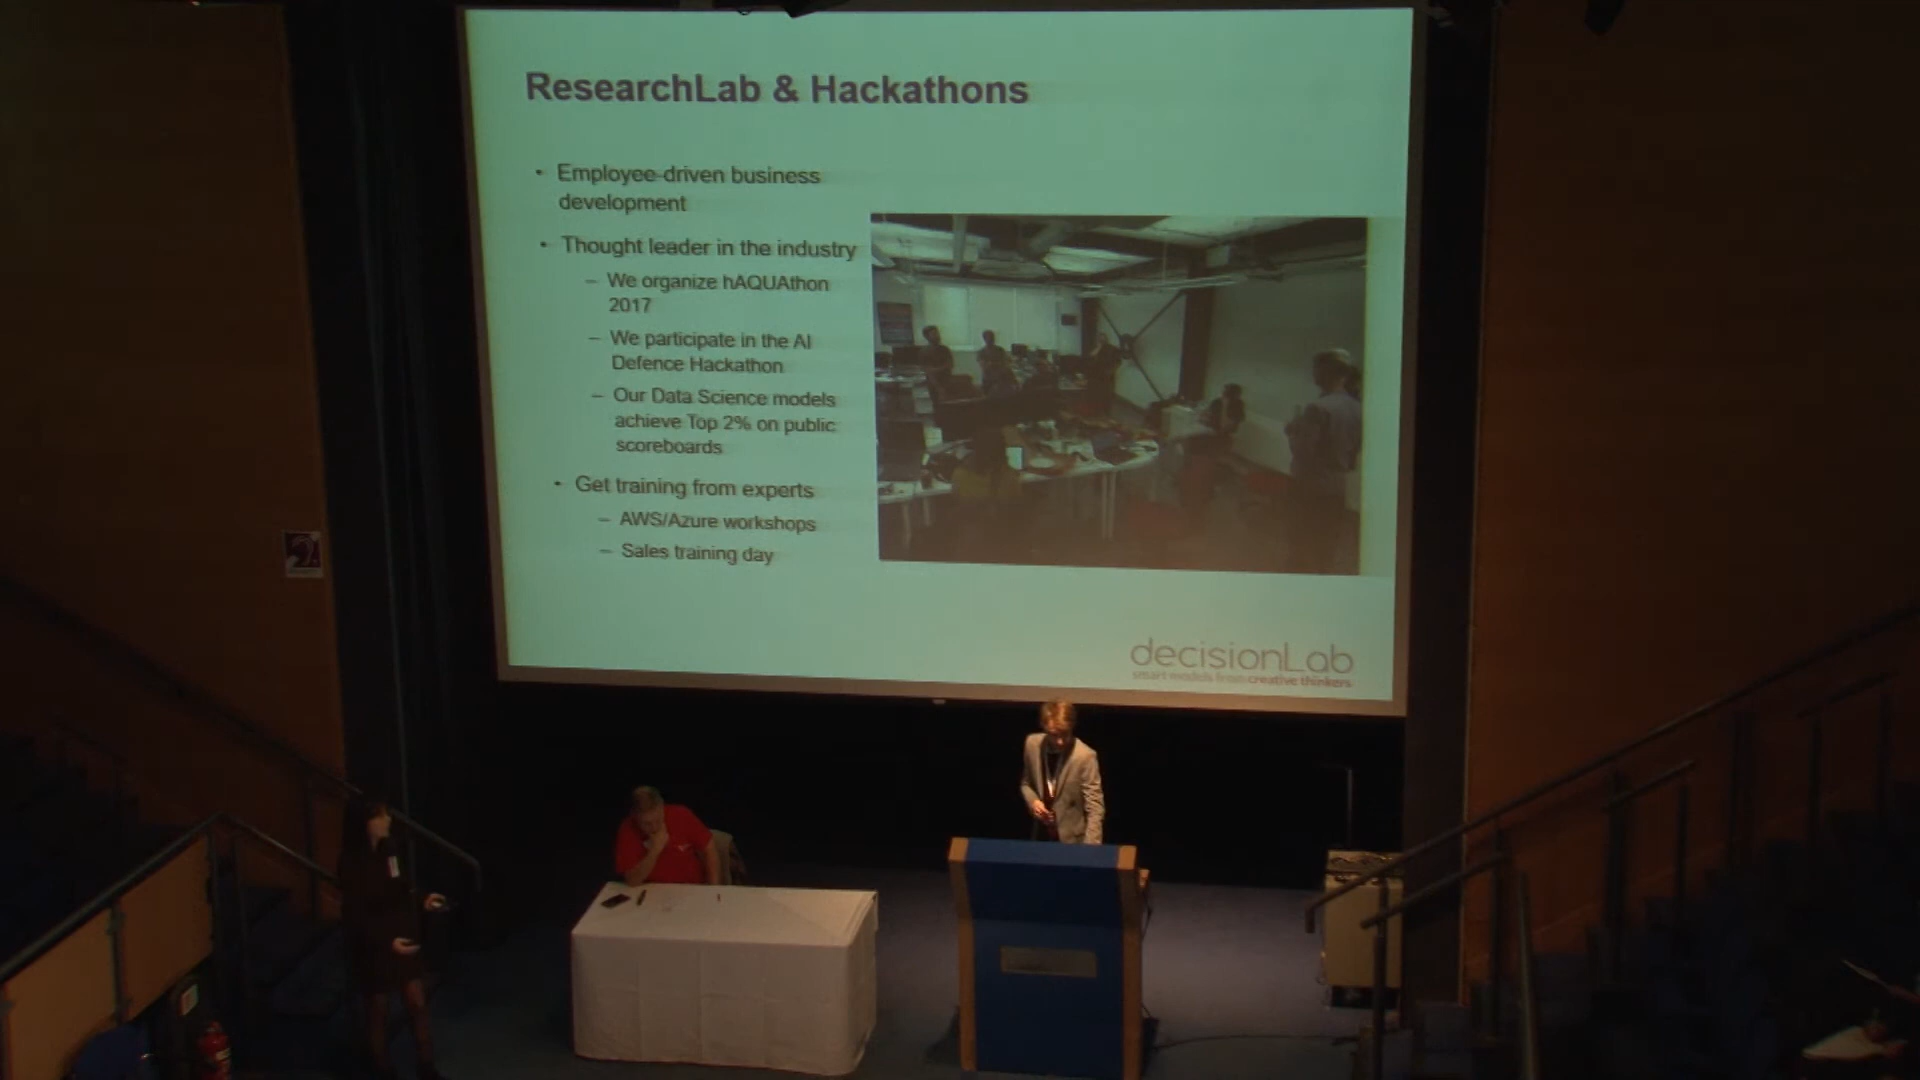 ResearchLab & Hackathons
• Employee-driven business
development
• Thought leader in the industry
– We organize hAQUAthon
2017
– We participate in the AI
Defence Hackathon
– Our Data Science models
achieve Top 2% on public
scoreboards
• Get training from experts
– AWS/Azure workshops
– Sales training day
decisionLab
smart models from creative thinkers